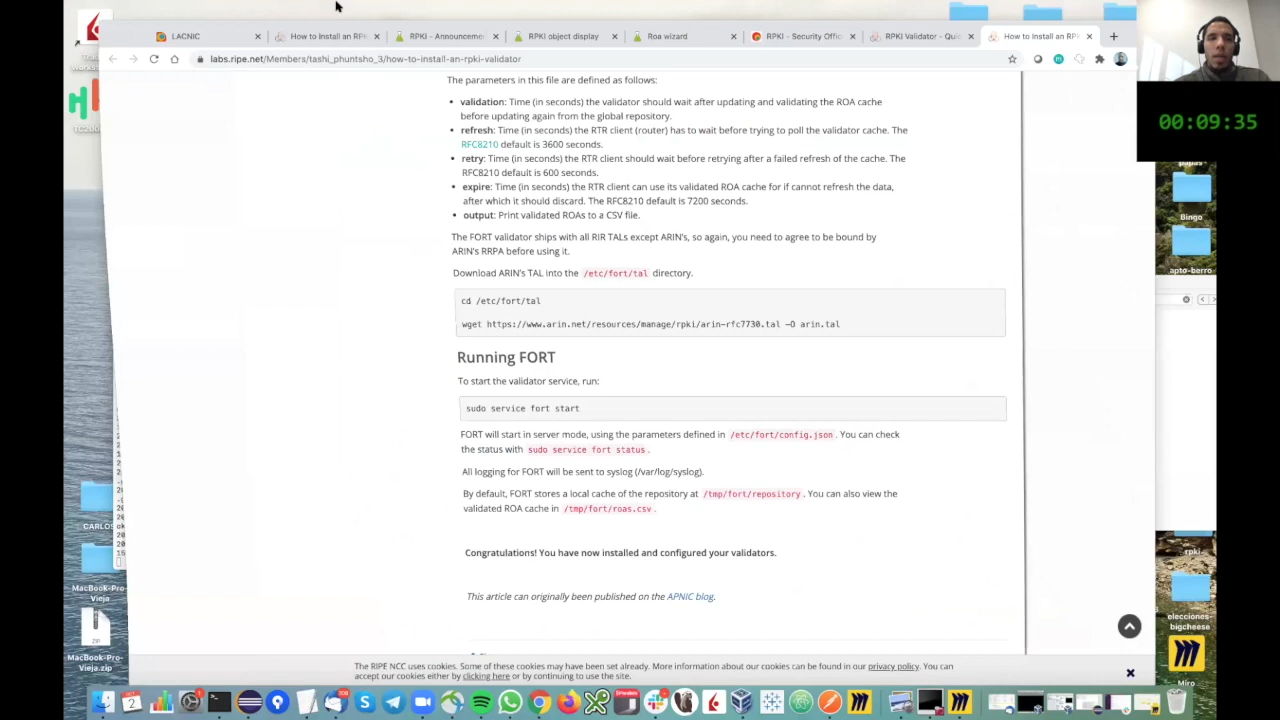 LACNIC
How to Install an RPK
RPKI - Announceme
RPKI object display
Roa wizard
RPKI - Security Offic
RPKI Validator - Quic
How to Install an RP
labs.ripe.net/Members/tashi_phuntsho_3/how-to-install-an-rpki-validator
00:09:35
The parameters in this file are defined as follows:
validation: Time (in seconds) the validator should wait after updating and validating the ROA cache
before updating again from the global repository.
refresh: Time (in seconds) the RTR client (router) has to wait before trying to poll the validator cache. The
RFC8210 default is 3600 seconds.
retry: Time (in seconds) the RTR client should wait before retrying after a failed refresh of the cache. The
RFC8210 default is 600 seconds.
expire: Time (in seconds) the RTR client can use its validated ROA cache for if cannot refresh the data,
after which it should discard. The RFC8210 default is 7200 seconds.
output: Print validated ROAs to a CSV file.
The FORT validator ships with all RIR TALs except ARIN's, so again, you need to agree to be bound by
ARIN's RRPA before using it.
Download ARIN's TAL into the /etc/fort/tal directory.
cd /etc/fort/tal
wget https://www.arin.net/resources/manage/rpki/arin-rfc7730.tal -O arin.tal
Running FORT
To start the validator service, run:
sudo service fort start
FORT will start in server mode, using the parameters defined in /etc/fort/config.json. You can check
the status with sudo service fort status.
All logging for FORT will be sent to syslog (/var/log/syslog).
By default, FORT stores a local cache of the repository at /tmp/fort/repository. You can also view the
validated ROA cache in /tmp/fort/roas.csv.
Congratulations! You have now installed and configured your validators.
This article can originally been published on the APNIC blog.
The RIPE NCC uses cookies. Some of these may have been set already. More information about our cookies can be found in our privacy policy. You c
accept our cookies either by clicking here or by continuing to use the site.
papas
Bingo
apto-berro
rpki
elecciones-
bigcheese
Miro
CARLOS
MacBook-Pro-
Vieja
ZIP
MacBook-Pro-
Vieja.zip